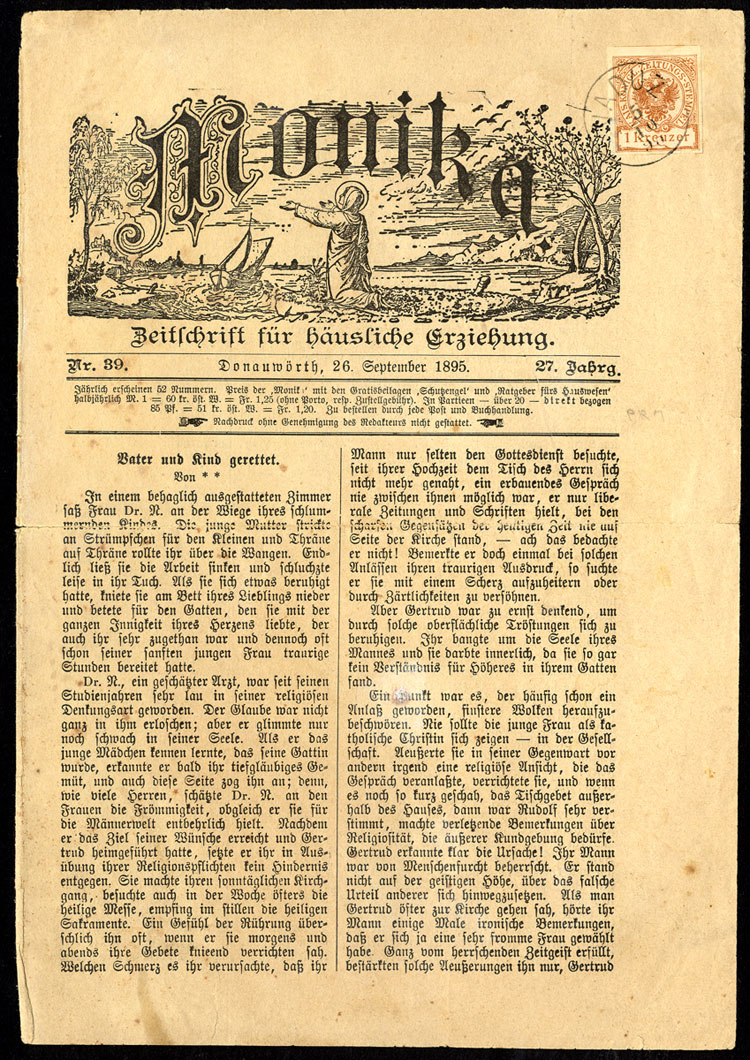 Monika
VADUZ
KAIS. KÖN. ZEITUNGS-STEMPEL
1 Kreuzer
Zeitschrift für häusliche Erziehung.
Nr. 39. Donauwörth, 26. September 1895. 27. Jahrg.
Jährlich erscheinen 52 Nummern. Preis der ‚Monika‘ mit den Gratisbeilagen ‚Schutzengel‘ und ‚Ratgeber fürs Hauswesen‘
halbjährlich M. 1 = 60 kr. öst. W. = Fr. 1,25 (ohne Porto, resp. Zustellgebühr). In Partieen — über 20 — direkt bezogen
85 Pf. = 51 kr. öst. W. = Fr. 1,20. Zu bestellen durch jede Post und Buchhandlung.
Nachdruck ohne Genehmigung des Redakteurs nicht gestattet.
Vater und Kind gerettet.
Von * *
In einem behaglich ausgestatteten Zimmer
saß Frau Dr. N. an der Wiege ihres schlum-
mernden Kindes. Die junge Mutter strickte
an Strümpfchen für den Kleinen und Thräne
auf Thräne rollte ihr über die Wangen. End-
lich ließ sie die Arbeit sinken und schluchzte
leise in ihr Tuch. Als sie sich etwas beruhigt
hatte, kniete sie am Bett ihres Lieblings nieder
und betete für den Gatten, den sie mit der
ganzen Innigkeit ihres Herzens liebte, der
auch ihr sehr zugethan war und dennoch oft
schon seiner sanften jungen Frau traurige
Stunden bereitet hatte.
Dr. N., ein geschätzter Arzt, war seit seinen
Studienjahren sehr lau in seiner religiösen
Denkungsart geworden. Der Glaube war nicht
ganz in ihm erloschen; aber er glimmte nur
noch schwach in seiner Seele. Als er das
junge Mädchen kennen lernte, das seine Gattin
wurde, erkannte er bald ihr tiefgläubiges Ge-
müt, und auch diese Seite zog ihn an; denn,
wie viele Herren, schätzte Dr. N. an den
Frauen die Frömmigkeit, obgleich er sie für
die Männerwelt entbehrlich hielt. Nachdem
er das Ziel seiner Wünsche erreicht und Ger-
trud heimgeführt hatte, setzte er ihr in Aus-
übung ihrer Religionspflichten kein Hindernis
entgegen. Sie machte ihren sonntäglichen Kirch-
gang, besuchte auch in der Woche öfters die
heilige Messe, empfing im stillen die heiligen
Sakramente. Ein Gefühl der Rührung über-
schlich ihn oft, wenn er sie morgens und
abends ihre Gebete knieend verrichten sah.
Welchen Schmerz es ihr verursachte, daß ihr
Mann nur selten den Gottesdienst besuchte,
seit ihrer Hochzeit dem Tisch des Herrn sich
nicht mehr genaht, ein erbauendes Gespräch
nie zwischen ihnen möglich war, er nur libe-
rale Zeitungen und Schriften hielt, bei den
scharfen Gegensätzen der heutigen Zeit nie auf
Seite der Kirche stand, — ach das bedachte
er nicht! Bemerkte er doch einmal bei solchen
Anlässen ihren traurigen Ausdruck, so suchte
er sie mit einem Scherz aufzuheitern oder
durch Zärtlichkeiten zu versöhnen.
Aber Gertrud war zu ernst denkend, um
durch solche oberflächliche Tröstungen sich zu
beruhigen. Ihr bangte um die Seele ihres
Mannes und sie darbte innerlich, da sie so gar
kein Verständnis für Höheres in ihrem Gatten
fand.
Ein Punkt war es, der häufig schon ein
Anlaß geworden, finstere Wolken heraufzu-
beschwören. Nie sollte die junge Frau als ka-
tholische Christin sich zeigen — in der Gesell-
schaft. Aeußerte sie in seiner Gegenwart vor
andern irgend eine religiöse Ansicht, die das
Gespräch veranlaßte, verrichtete sie, und wenn
es noch so kurz geschah, das Tischgebet außer-
halb des Hauses, dann war Rudolf sehr ver-
stimmt, machte verletzende Bemerkungen über
Religiosität, die äußerer Kundgebung bedürfe.
Gertrud erkannte klar die Ursache! Ihr Mann
war von Menschenfurcht beherrscht. Er stand
nicht auf der geistigen Höhe, über das falsche
Urteil anderer sich hinwegzusetzen. Als man
Gertrud öfter zur Kirche gehen sah, hörte ihr
Mann einige Male ironische Bemerkungen,
daß er sich ja eine sehr fromme Frau gewählt
habe. Ganz vom herrschenden Zeitgeist erfüllt,
bestärkten solche Aeußerungen ihn nur, Gertrud